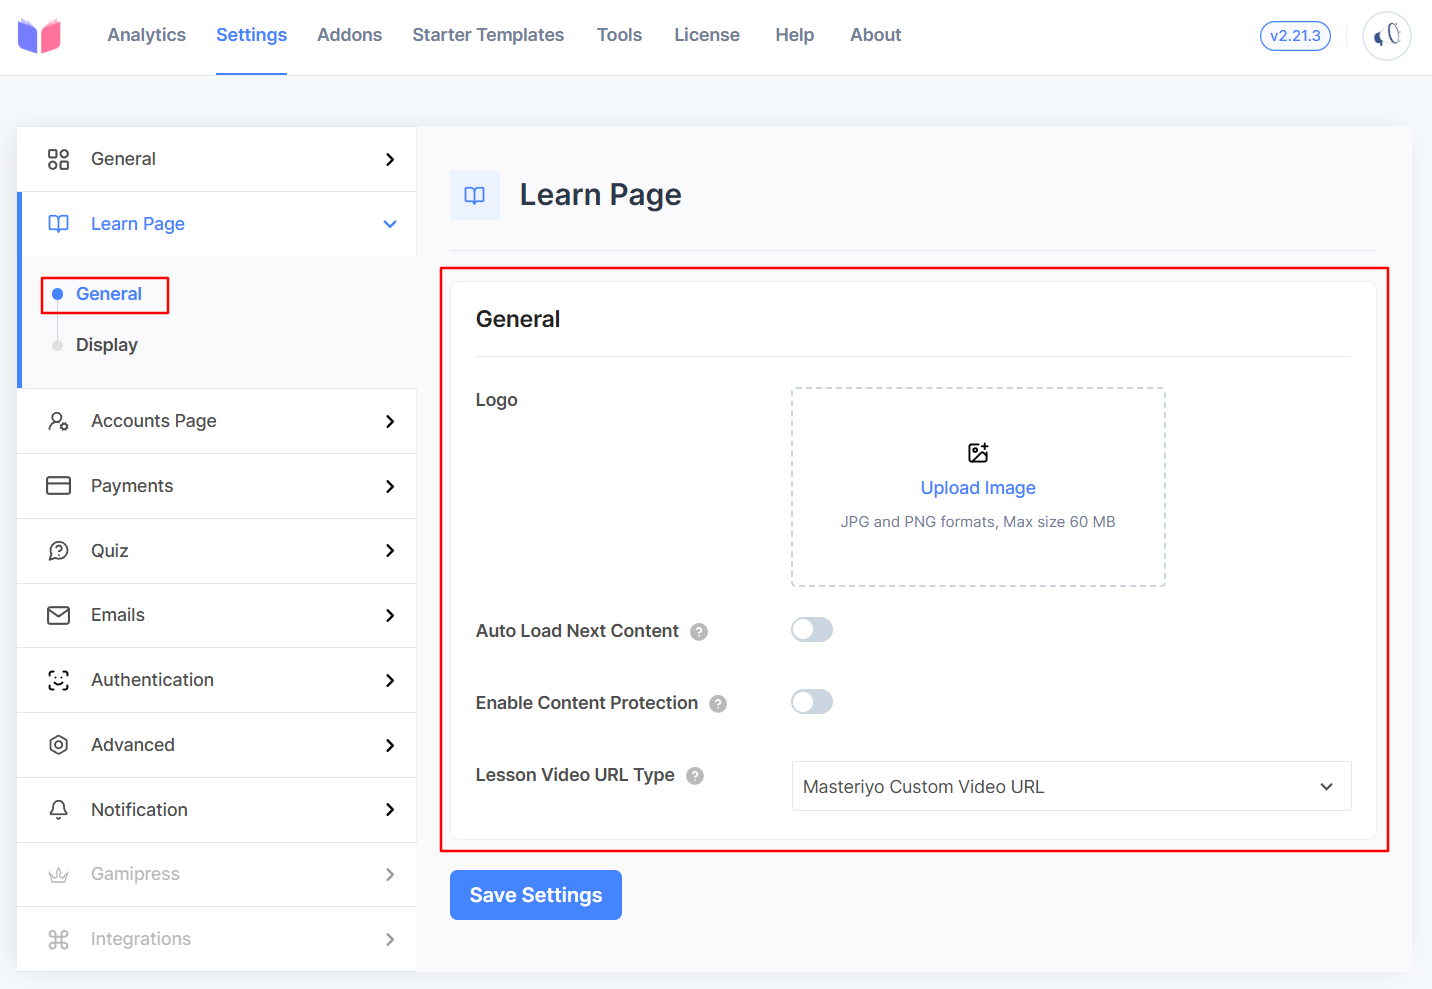 Analytics Settings Addons Starter Templates Tools License Help About v2.21.3
General
Learn Page
General
Display
Accounts Page
Payments
Quiz
Emails
Authentication
Advanced
Notification
Gamipress
Integrations
Learn Page
General
Logo
Upload Image
JPG and PNG formats, Max size 60 MB
Auto Load Next Content ?
Enable Content Protection ?
Lesson Video URL Type ?
Masteriyo Custom Video URL
Save Settings